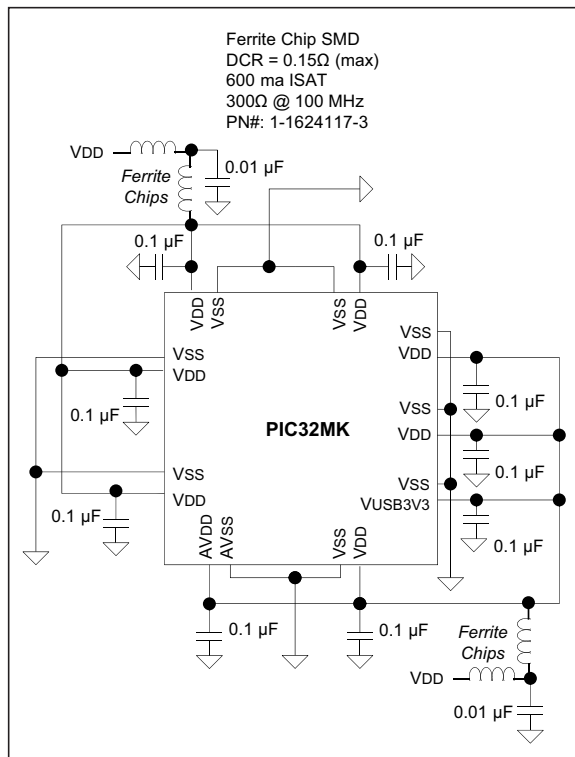 Ferrite Chip SMD
DCR = 0.15Ω (max)
600 ma ISAT
300Ω @ 100 MHz
PN#: 1-1624117-3
VDD
0.01 µF
Ferrite
Chips
0.1 µF
0.1 µF
VDD
VSS
VSS
VDD
VSS
VDD
VSS
VDD
0.1 µF
0.1 µF
PIC32MK
VSS
VDD
0.1 µF
VSS
VDD
0.1 µF
VSS
VUSB3V3
0.1 µF
0.1 µF
AVDD
AVSS
VSS
VDD
0.1 µF
0.1 µF
Ferrite
Chips
VDD
0.01 µF